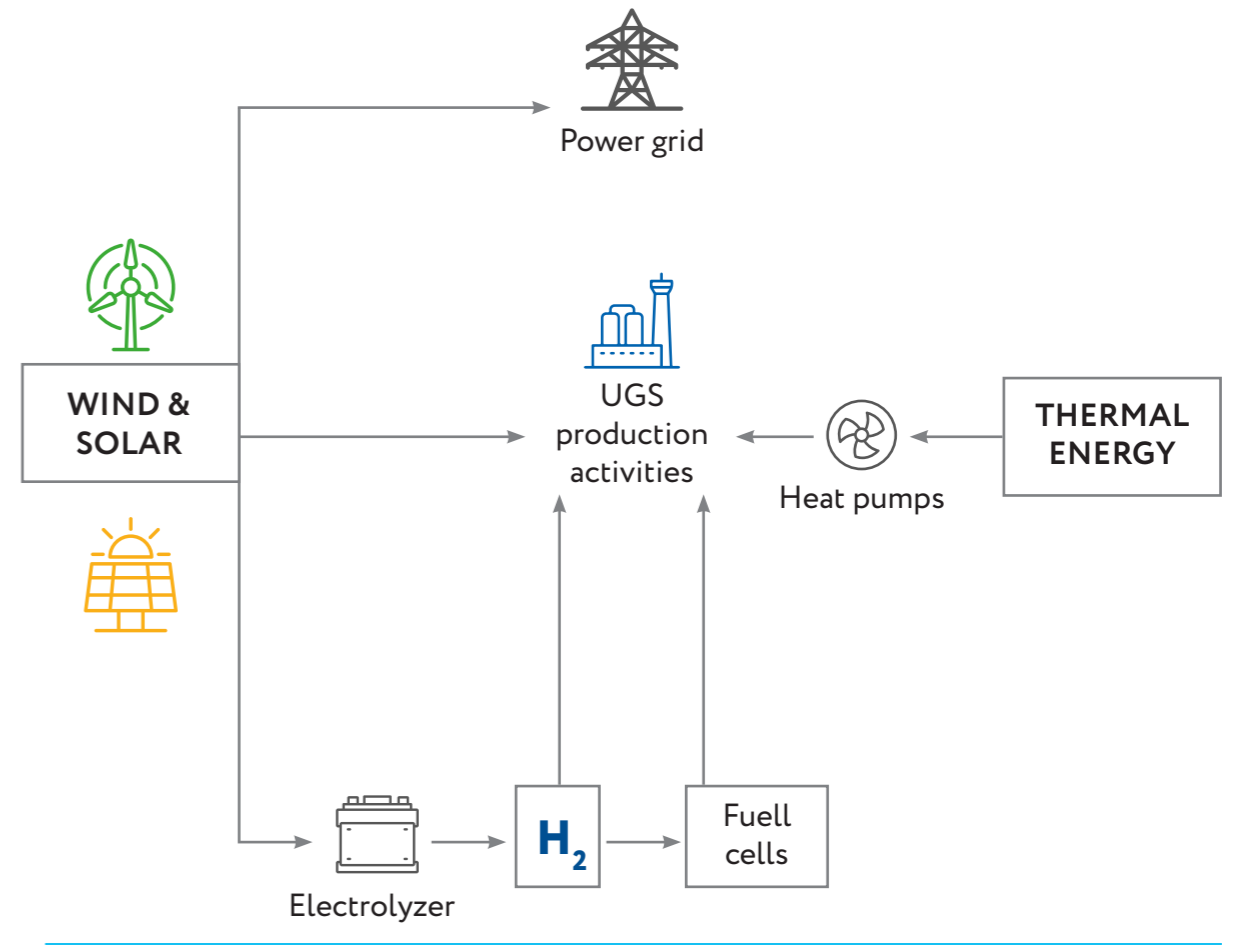 Power grid
WIND &
SOLAR
UGS
production
activities
Heat pumps
THERMAL
ENERGY
Electrolyzer
H₂
Fuell
cells